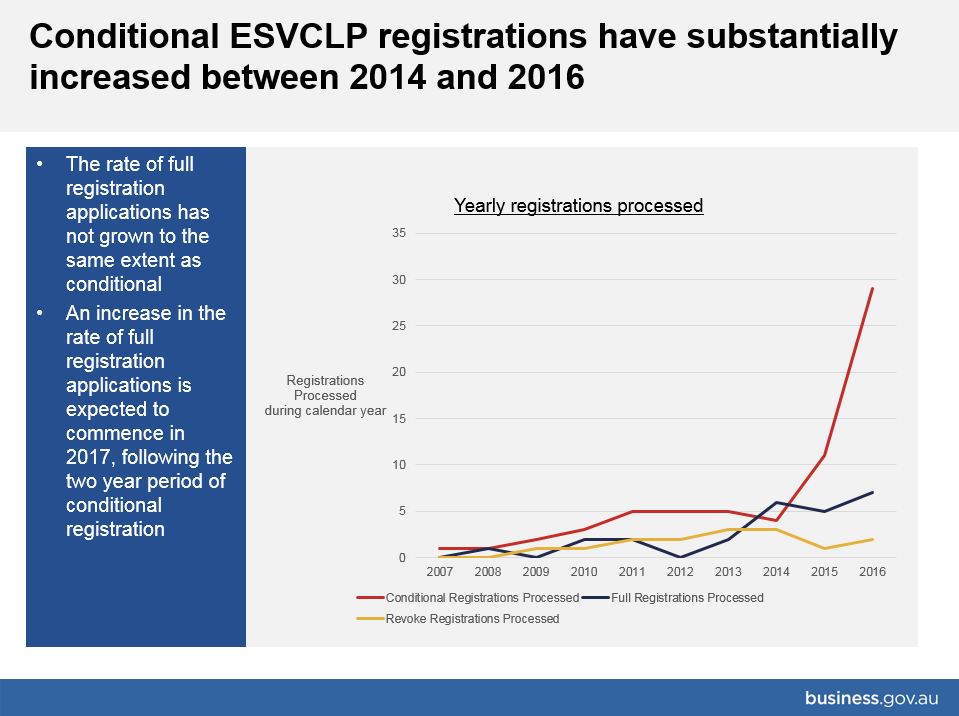 Conditional ESVCLP registrations have substantially
increased between 2014 and 2016
• The rate of full
registration
applications has
not grown to the
same extent as
conditional
• An increase in the
rate of full
registration
applications is
expected to
commence in
2017, following the
two year period of
conditional
registration
Yearly registrations processed
Registrations
Processed
during calendar year
35
30
25
20
15
10
5
0
2007 2008 2009 2010 2011 2012 2013 2014 2015 2016
Conditional Registrations Processed Full Registrations Processed
Revoke Registrations Processed
business.gov.au